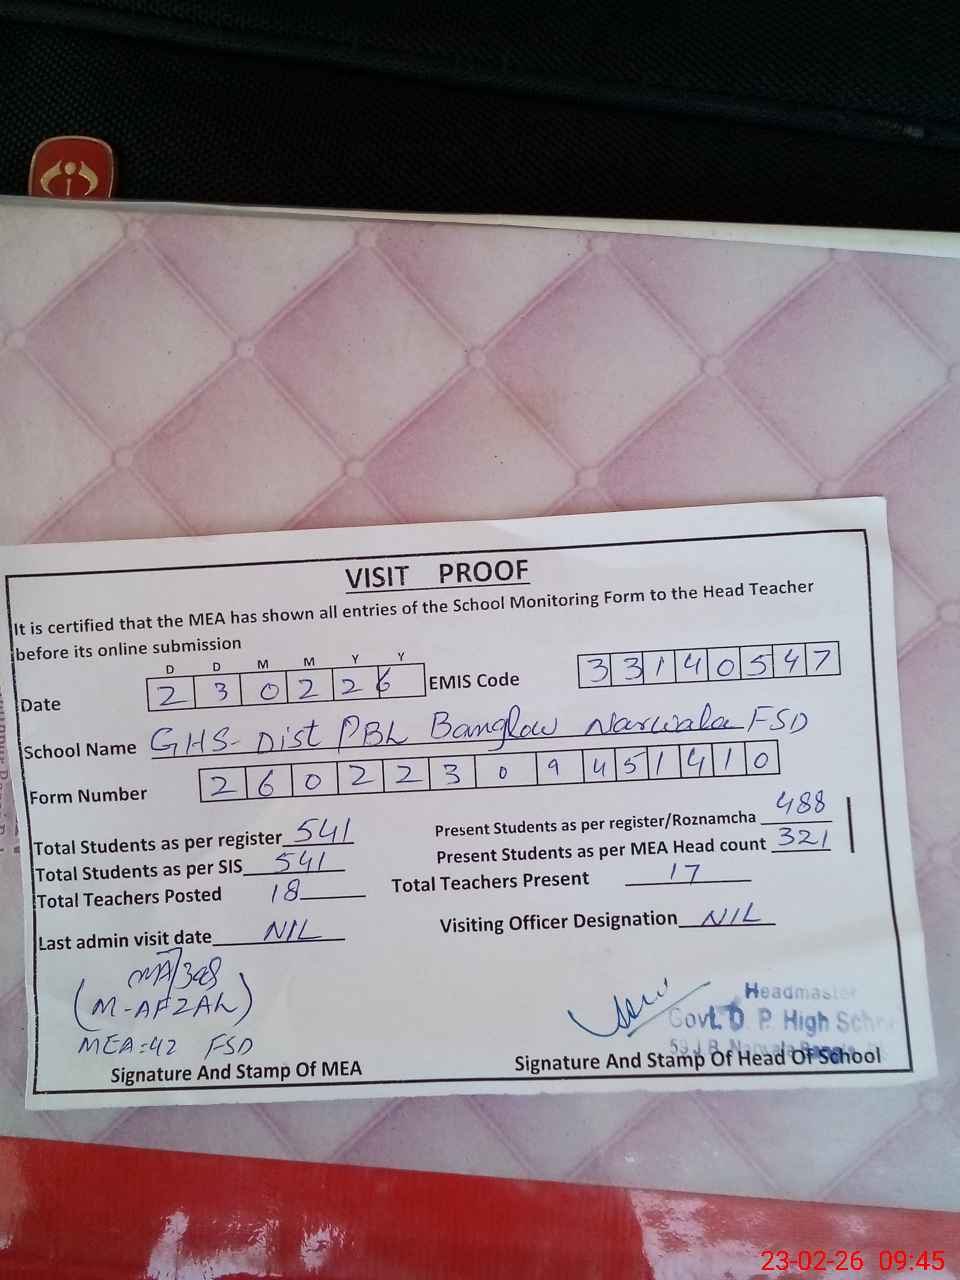 VISIT PROOF
It is certified that the MEA has shown all entries of the School Monitoring Form to the Head Teacher
before its online submission
D D M M Y Y
Date 2 3 0 2 2 6 EMIS Code 3 3 1 4 0 5 4 7
School Name GHS- Dist PBL Banglow Narwala FSD
Form Number 2 6 0 2 2 3 0 9 4 5 1 4 1 0
Total Students as per register 541 Present Students as per register/Roznamcha 488
Total Students as per SIS 541 Present Students as per MEA Head count 321
Total Teachers Posted 18 Total Teachers Present 17
Last admin visit date NIL Visiting Officer Designation NIL
(M-AFZAL)
MEA:42 FSD
Headmaster
Govt. D. P. High School
59 J.B. Narwala Bangla
Signature And Stamp Of MEA Signature And Stamp Of Head Of School
23-02-26 09:45